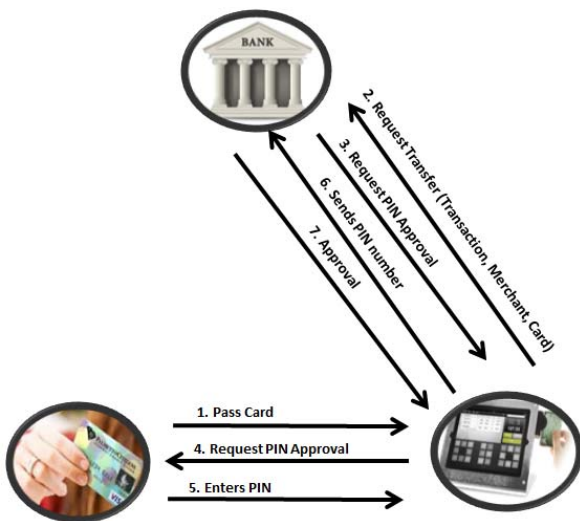 BANK
2. Request Transfer (Transaction, Merchant, Card)
3. Request PIN Approval
6. Sends PIN number
7. Approval
1. Pass Card
4. Request PIN Approval
5. Enters PIN
VISA